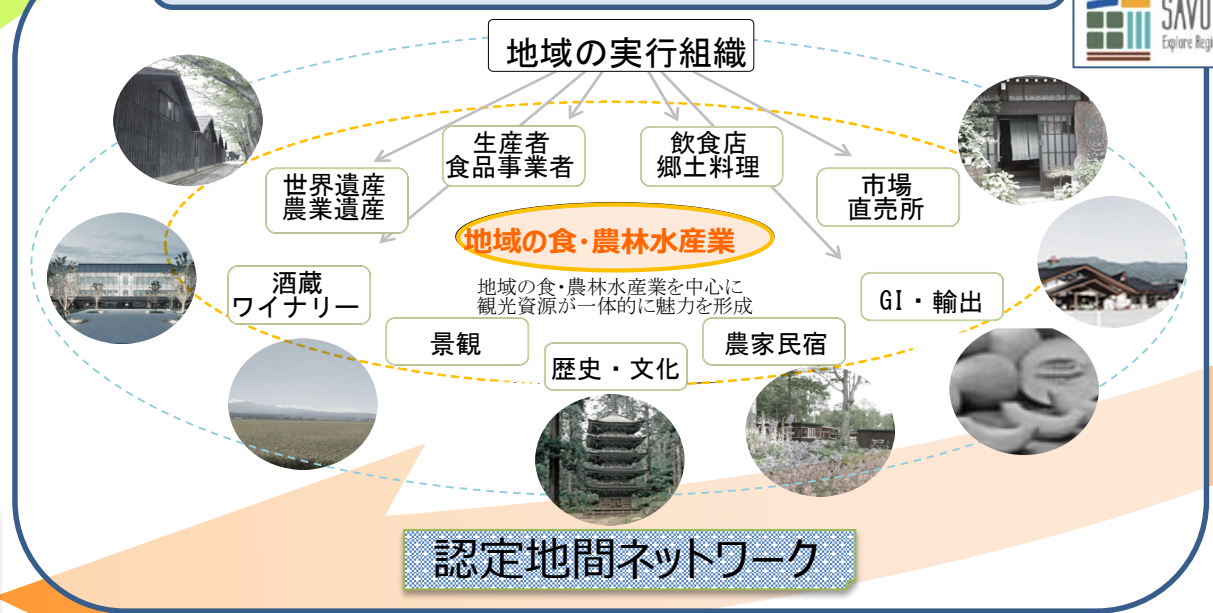 SAVO
Explore Regi
地域の実行組織
生産者
食品事業者
飲食店
郷土料理
世界遺産
農業遺産
市場
直売所
地域の食・農林水産業
地域の食・農林水産業を中心に
観光資源が一体的に魅力を形成
酒蔵
ワイナリー
GI・輸出
景観
農家民宿
歴史・文化
認定地間ネットワーク